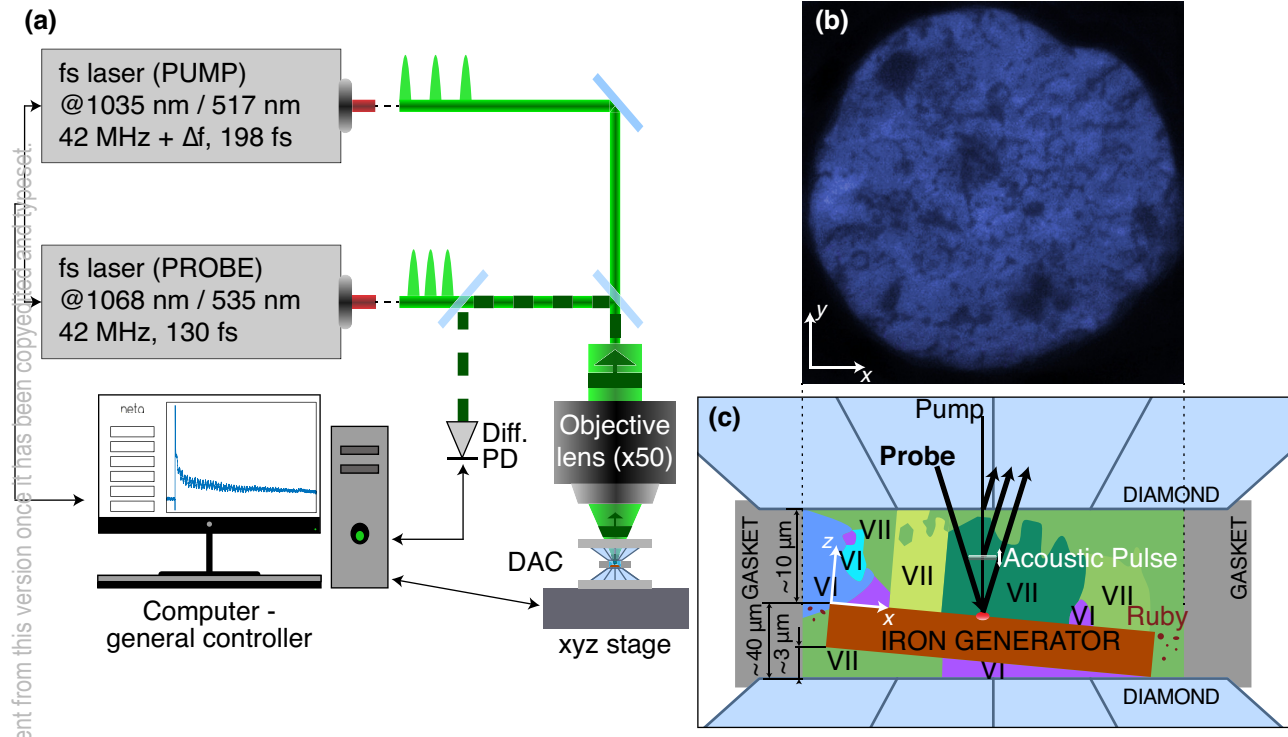 (a)
fs laser (PUMP)
@1035 nm / 517 nm
42 MHz + Δf, 198 fs
fs laser (PROBE)
@1068 nm / 535 nm
42 MHz, 130 fs
ent from this version once it has been copyedited and typeset.
neta
Computer -
general controller
Diff.
PD
Objective
lens (x50)
DAC
xyz stage
(b)
y
x
(c)
Pump
Probe
DIAMOND
GASKET
GASKET
~10 µm
~40 µm
~3 µm
z
x
VII
VI
VI
VII
Acoustic Pulse
VII
VII
VI
Ruby
IRON GENERATOR
VII
VI
DIAMOND